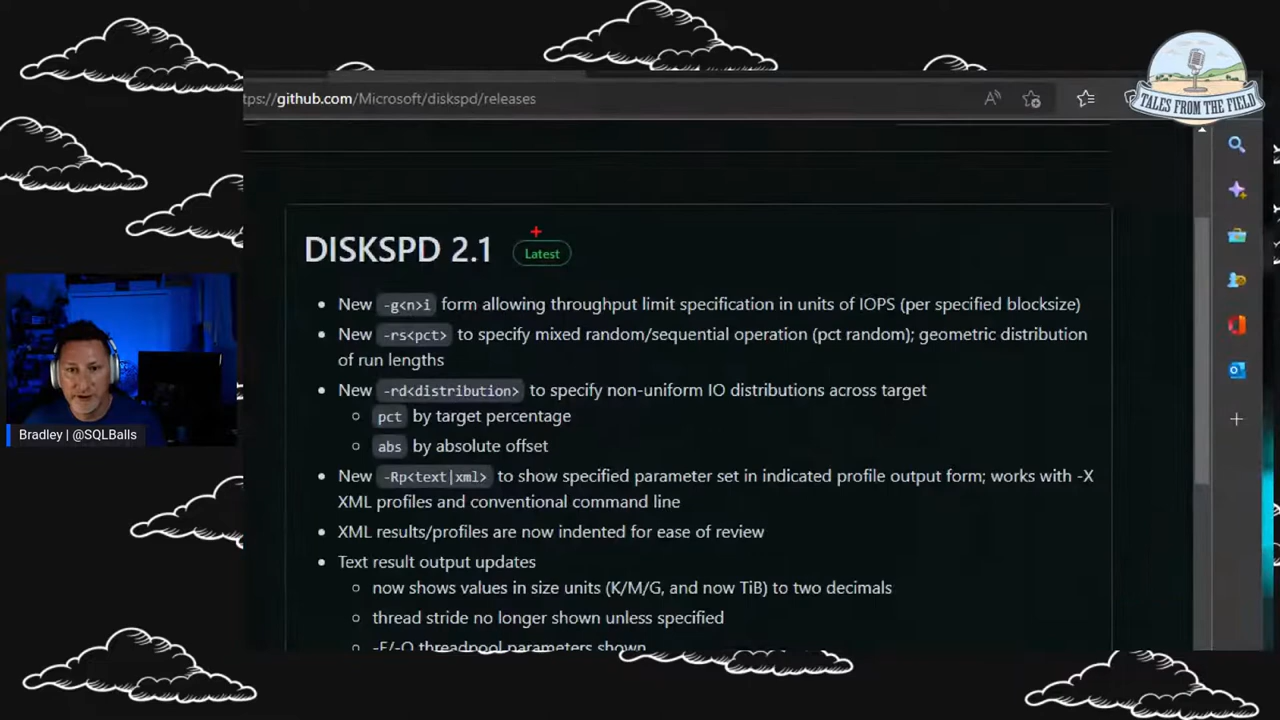 tps://github.com/Microsoft/diskspd/releases
TALES FROM THE FIELD
DISKSPD 2.1
Latest
New -g<n>i form allowing throughput limit specification in units of IOPS (per specified blocksize)
New -rs<pct> to specify mixed random/sequential operation (pct random); geometric distribution
of run lengths
New -rd<distribution> to specify non-uniform IO distributions across target
pct by target percentage
abs by absolute offset
New -Rp<text|xml> to show specified parameter set in indicated profile output form; works with -X
XML profiles and conventional command line
XML results/profiles are now indented for ease of review
Text result output updates
now shows values in size units (K/M/G, and now TiB) to two decimals
thread stride no longer shown unless specified
-F/-O threadpool parameters shown
Bradley | @SQLBalls